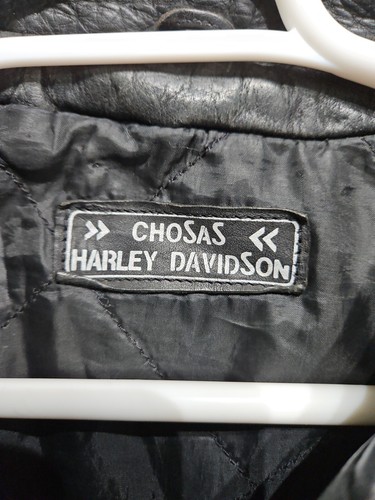 >> CHOSAS <<
HARLEY DAVIDSON